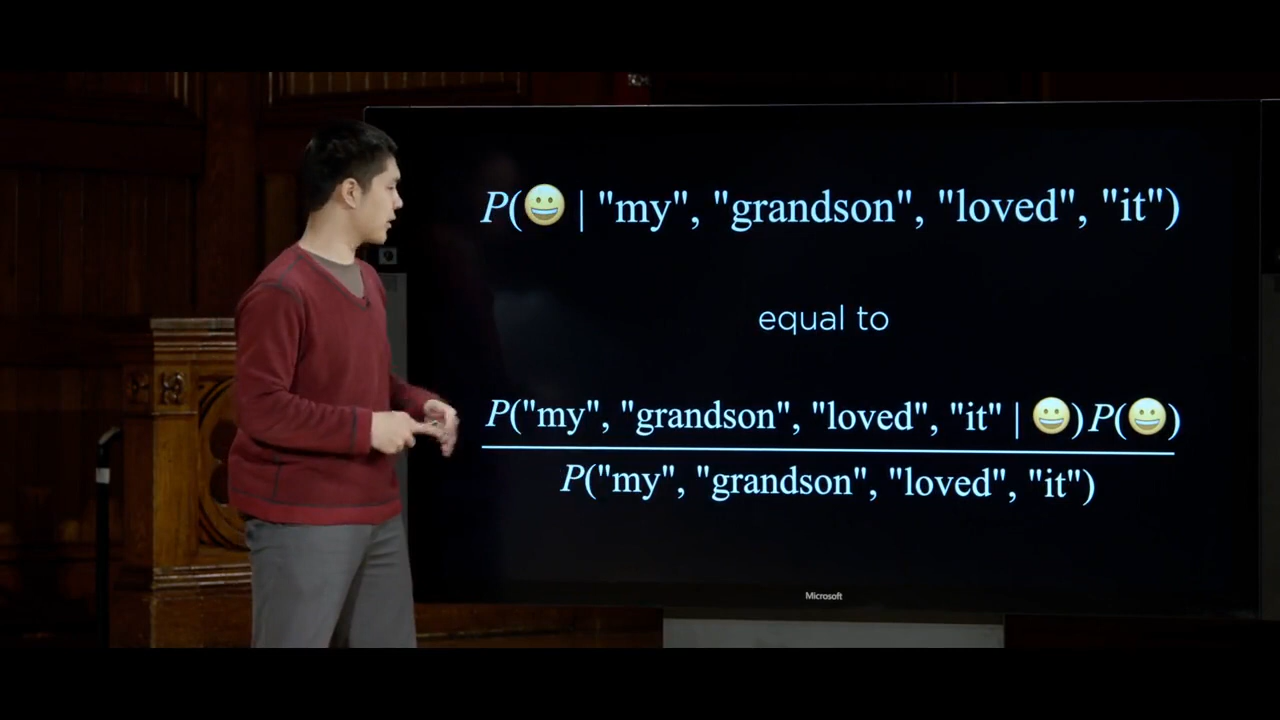 P(😀 | "my", "grandson", "loved", "it")
equal to
P("my", "grandson", "loved", "it" | 😀) P(😀)
P("my", "grandson", "loved", "it")
Microsoft